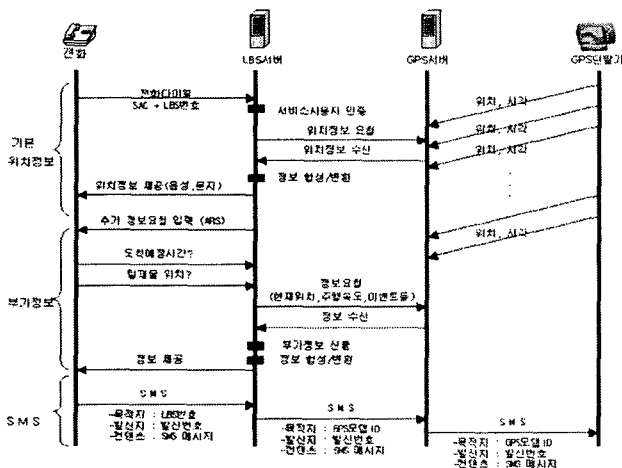 전화
LBS서버
GPS서버
GPS단말기
전화다이얼
SAC + LBS번호
서비스사용자 인증
위치, 시각
위치정보 요청
위치, 시각
위치정보 수신
위치, 시각
기본
위치정보
정보 합성/변환
위치정보 제공(음성,문자)
추가 정보요청 입력 (ARS)
위치, 시각
도착예정시간?
탑재물 위치?
정보요청
(현재위치,주행속도,이벤트등)
부가정보
정보 수신
부가정보 산출
정보 합성/변환
정보 제공
SMS
SMS
-목적지 : LBS번호
-발신지 : 발신번호
-컨텐츠 : SMS 메시지
SMS
-목적지 : GPS모뎀ID
-발신지 : 발신번호
-컨텐츠 : SMS 메시지
SMS
-목적지 : GPS모뎀ID
-발신지 : 발신번호
-컨텐츠 : SMS 메시지